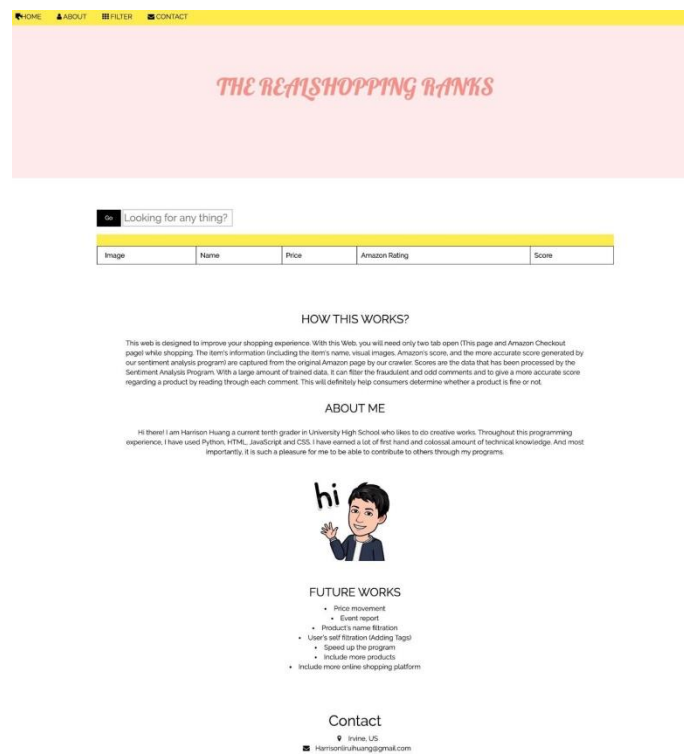 HOME ABOUT FILTER CONTACT
THE REALSHOPPING RANKS
Go Looking for any thing?
Image Name Price Amazon Rating Score
HOW THIS WORKS?
This web is designed to improve your shopping experience. With this Web, you will need only two tab open (This page and Amazon Checkout
page) while shopping. The item's information (including the item's name, visual images, Amazon's score, and the more accurate score generated by
our sentiment analysis program) are captured from the original Amazon page by our crawler. Scores are the data that has been processed by the
Sentiment Analysis Program. With a large amount of trained data, it can filter the fraudulent and odd comments and to give a more accurate score
regarding a product by reading through each comment. This will definitely help consumers determine whether a product is fine or not.
ABOUT ME
Hi there! I am Harrison Huang a current tenth grader in University High School who likes to do creative works. Throughout this programming
experience, I have used Python, HTML, JavaScript and CSS. I have earned a lot of first hand and colossal amount of technical knowledge. And most
importantly, it is such a pleasure for me to be able to contribute to others through my programs.
hi
FUTURE WORKS
• Price movement
• Event report
• Product's name filtration
• User's self filtration (Adding Tags)
• Speed up the program
• Include more products
• Include more online shopping platform
Contact
Irvine, US
Harrisonliruihuang@gmail.com